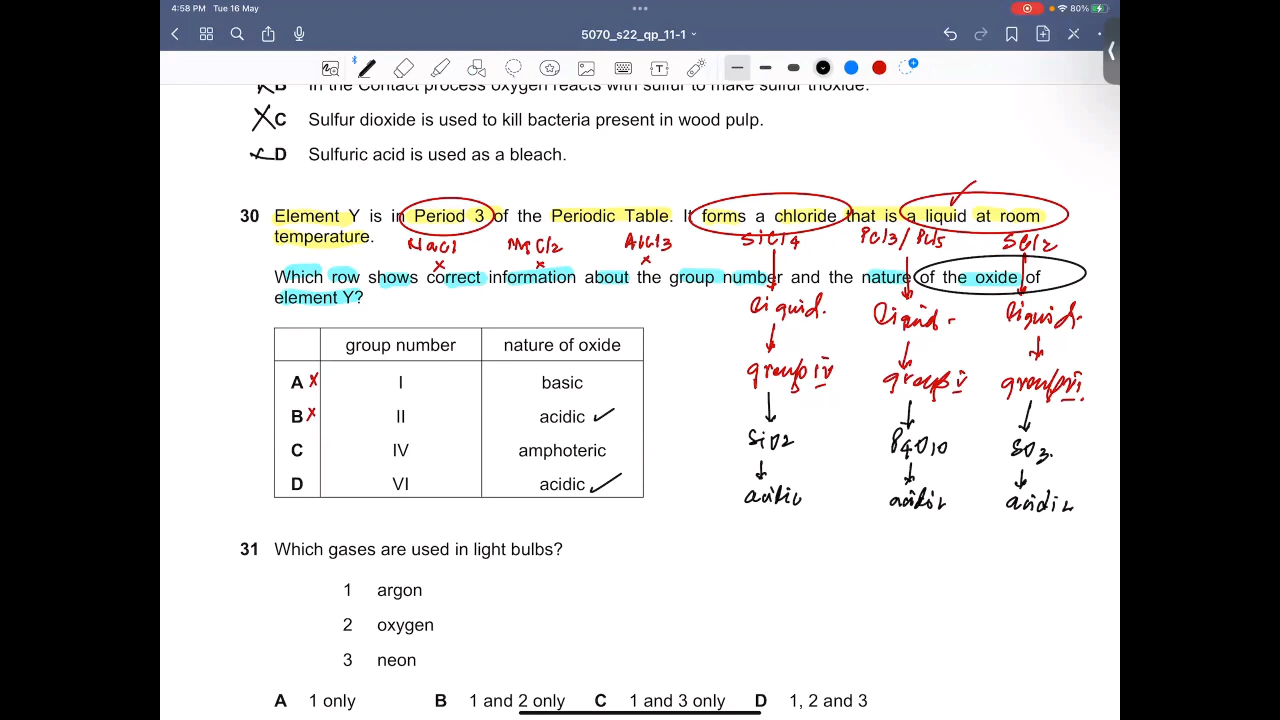 4:58 PM Tue 16 May
80%
5070_s22_qp_11-1
B In the Contact process oxygen reacts with sulfur to make sulfur trioxide.
C Sulfur dioxide is used to kill bacteria present in wood pulp.
D Sulfuric acid is used as a bleach.
30 Element Y is in Period 3 of the Periodic Table. It forms a chloride that is a liquid at room
temperature.
NaCl MgCl2 AlCl3 SiCl4 PCl3/PCl5 SCl2
x x x
Which row shows correct information about the group number and the nature of the oxide of
element Y?
liquid. liquid. liquid.
group number nature of oxide
group iv group v group vi.
A x I basic
B x II acidic ✓
SiO2 P4O10 SO3.
C IV amphoteric
D VI acidic ✓
acidic acidic acidic
31 Which gases are used in light bulbs?
1 argon
2 oxygen
3 neon
A 1 only B 1 and 2 only C 1 and 3 only D 1, 2 and 3